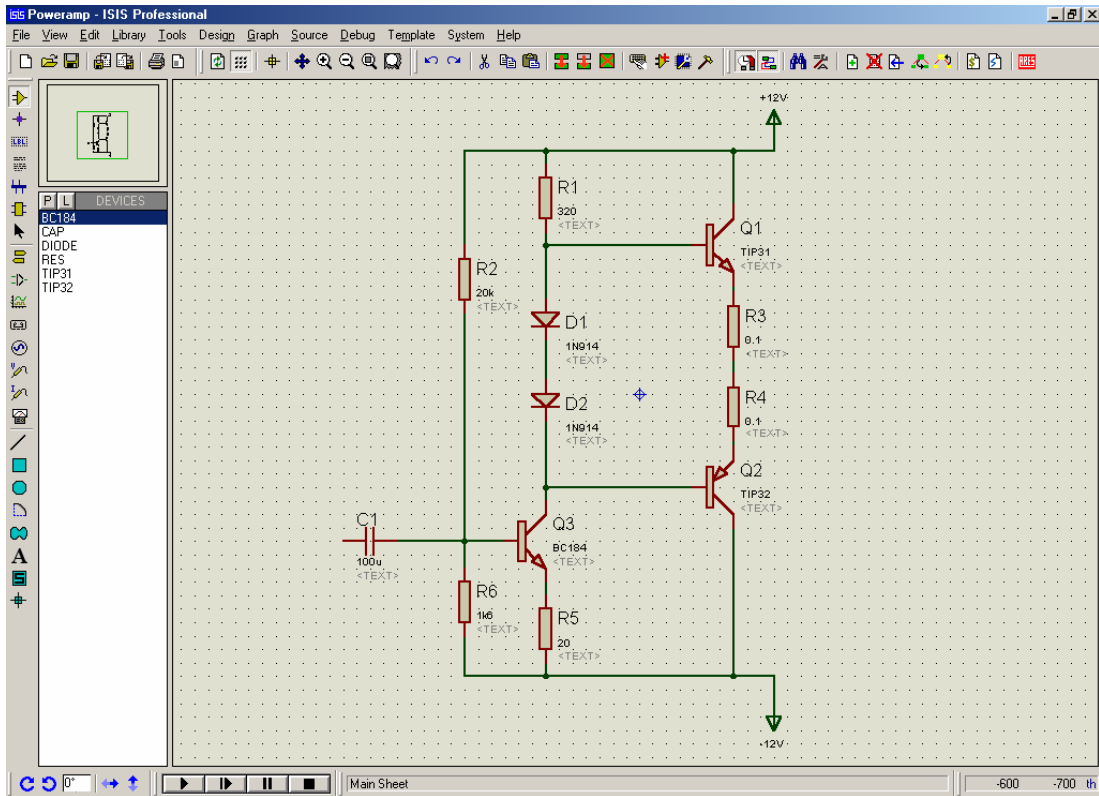 isis Poweramp - ISIS Professional
File View Edit Library Tools Design Graph Source Debug Template System Help
ARES
LBL
P L DEVICES
BC184
CAP
DIODE
RES
TIP31
TIP32
A
+12V
R1
320
<TEXT>
Q1
TIP31
<TEXT>
R2
20k
<TEXT>
D1
1N914
<TEXT>
R3
0.1
<TEXT>
D2
1N914
<TEXT>
R4
0.1
<TEXT>
Q2
TIP32
<TEXT>
C1
100u
<TEXT>
Q3
BC184
<TEXT>
R6
1k6
<TEXT>
R5
20
<TEXT>
-12V
0°
Main Sheet
-600 -700 th